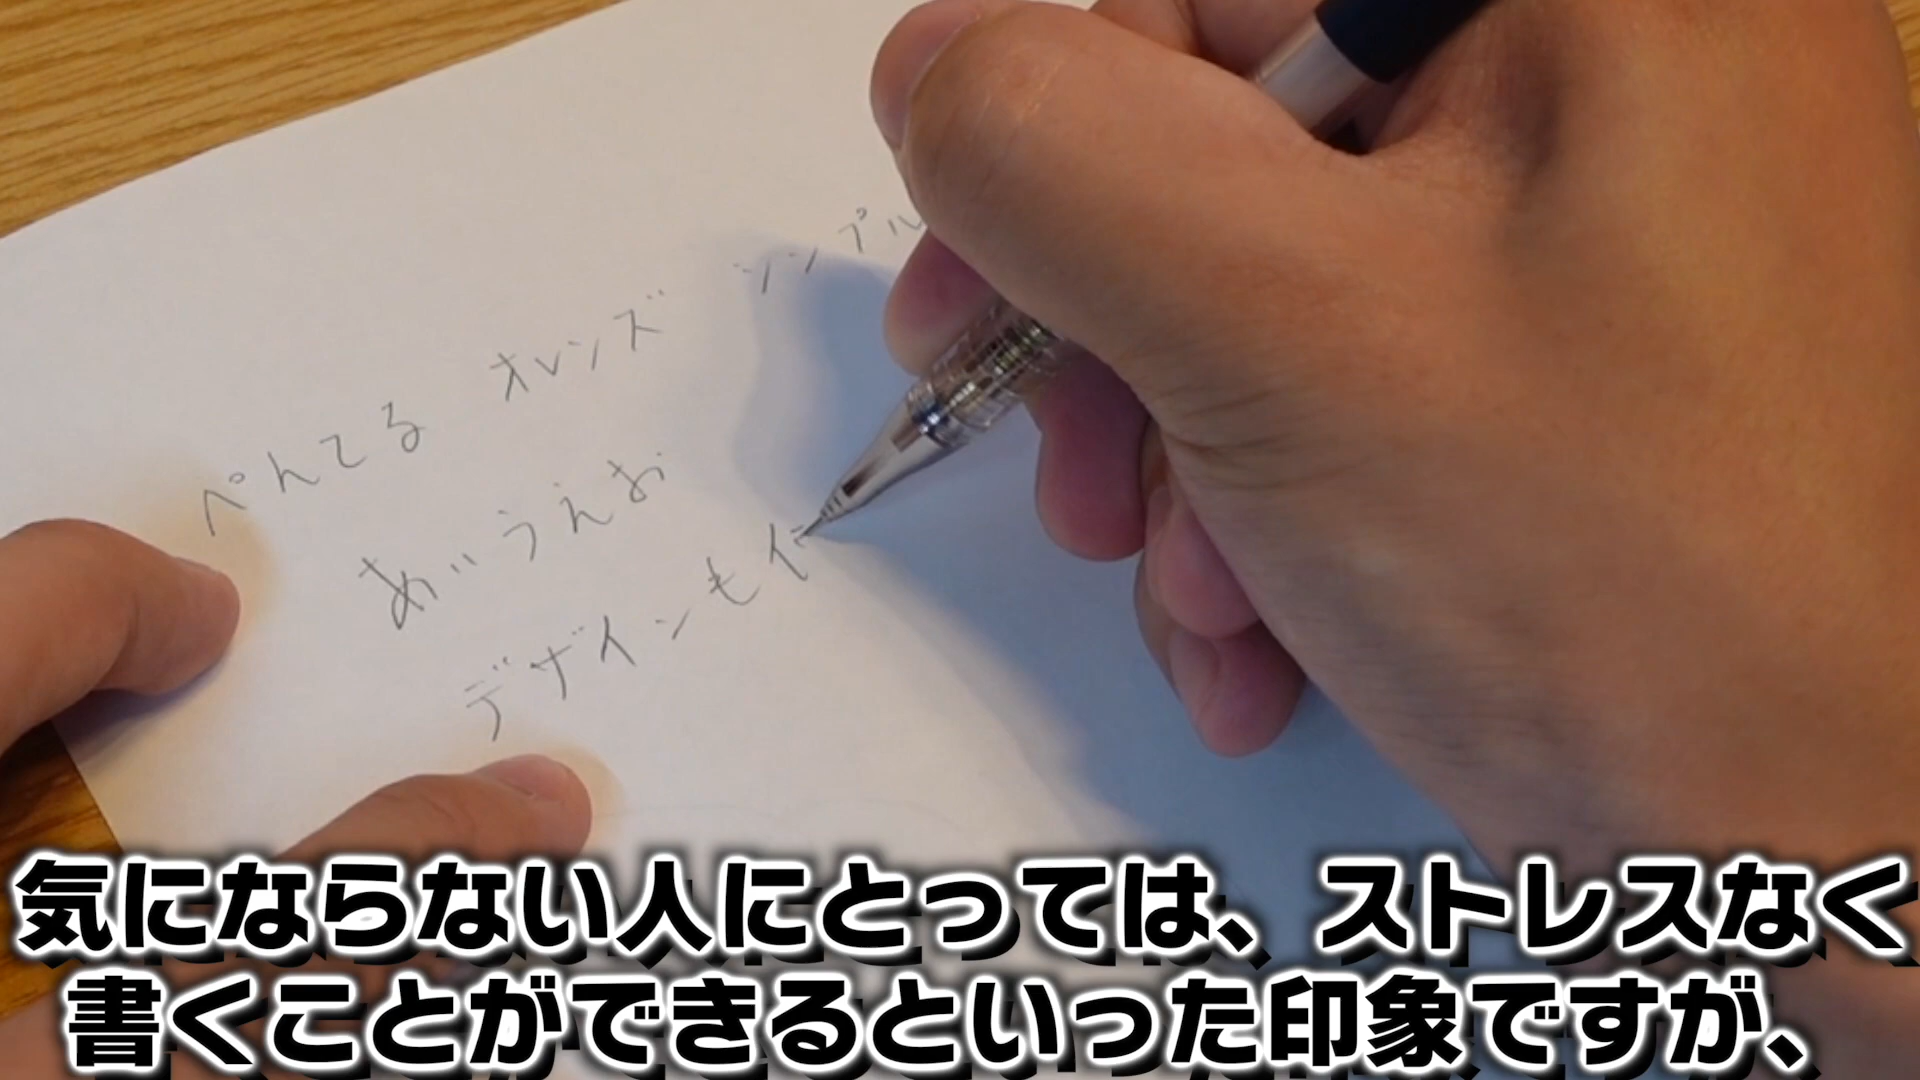 ぺんてる オレンズ シンプル
あいうえお
デザインも
気にならない人にとっては、ストレスなく
書くことができるといった印象ですが、